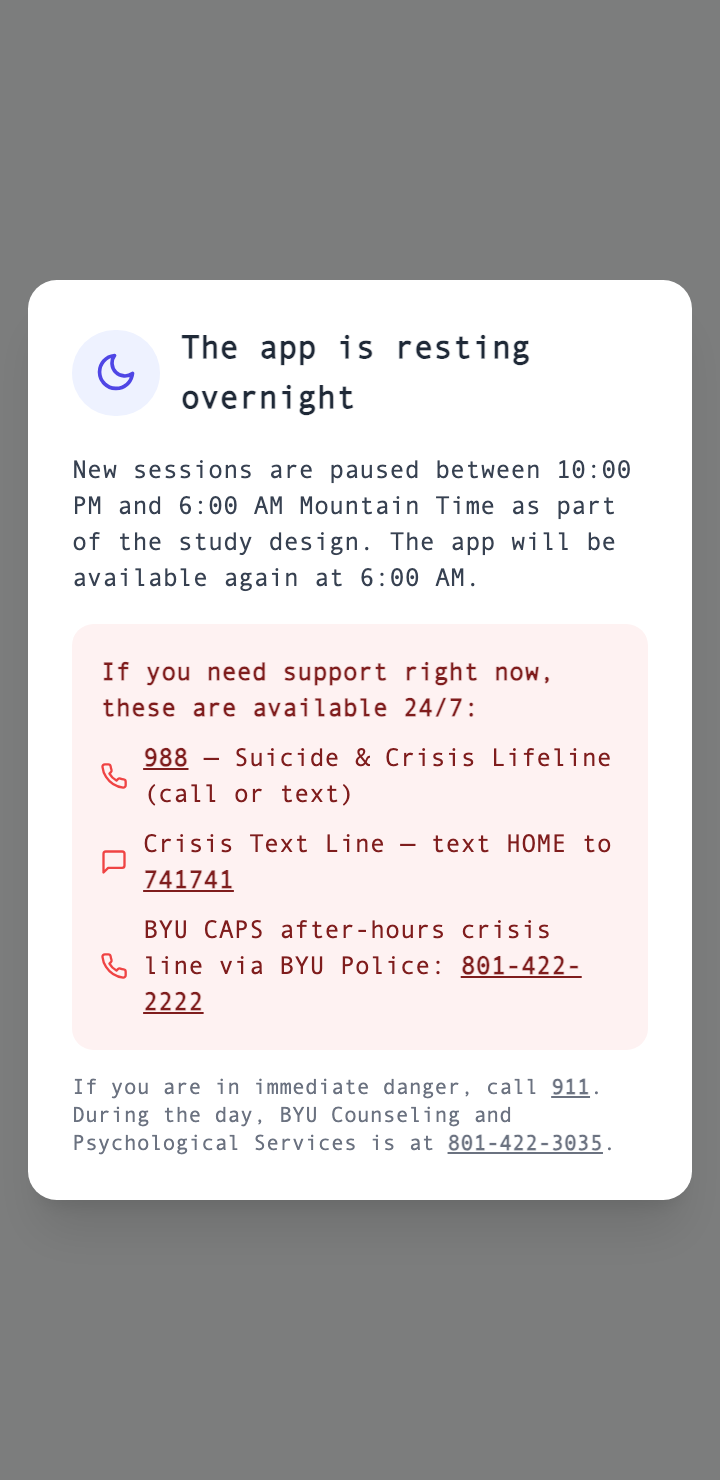 The app is resting
overnight
New sessions are paused between 10:00
PM and 6:00 AM Mountain Time as part
of the study design. The app will be
available again at 6:00 AM.
If you need support right now,
these are available 24/7:
988 — Suicide & Crisis Lifeline
(call or text)
Crisis Text Line — text HOME to
741741
BYU CAPS after-hours crisis
line via BYU Police: 801-422-
2222
If you are in immediate danger, call 911.
During the day, BYU Counseling and
Psychological Services is at 801-422-3035.